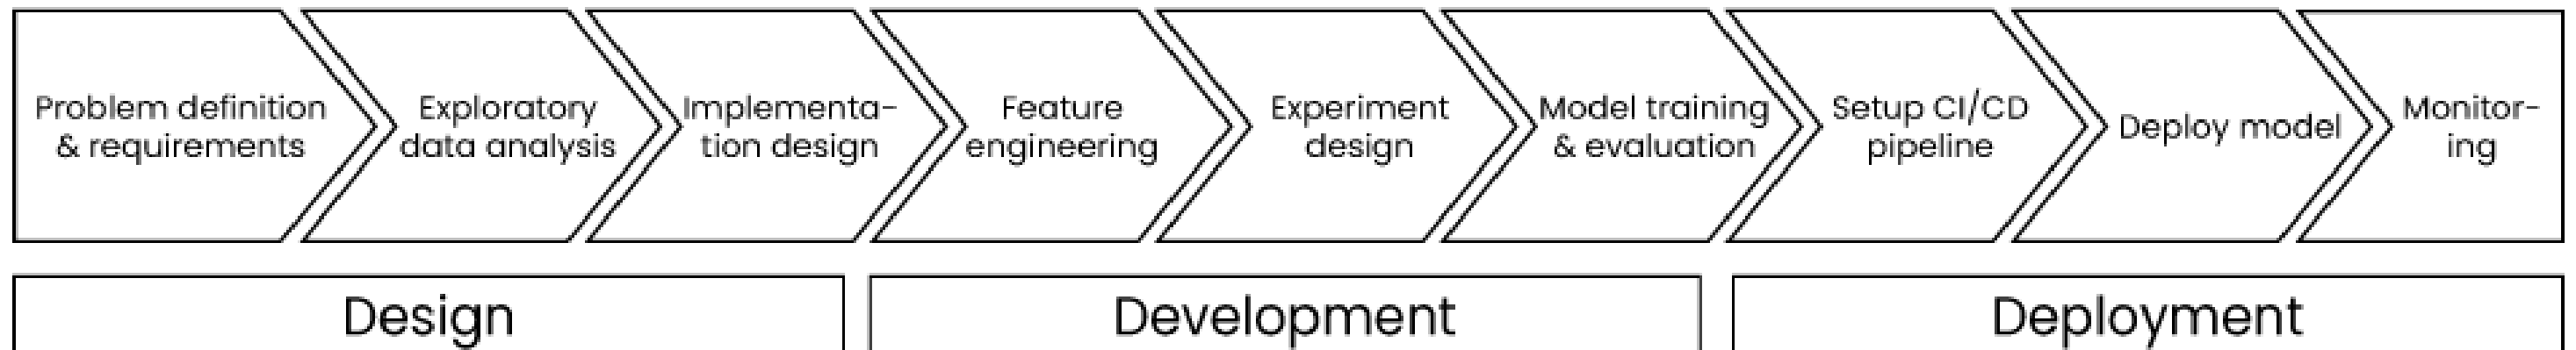 Problem definition
& requirements
Exploratory
data analysis
Implementa-
tion design
Feature
engineering
Experiment
design
Model training
& evaluation
Setup CI/CD
pipeline
Deploy model
Monitor-
ing
Design
Development
Deployment